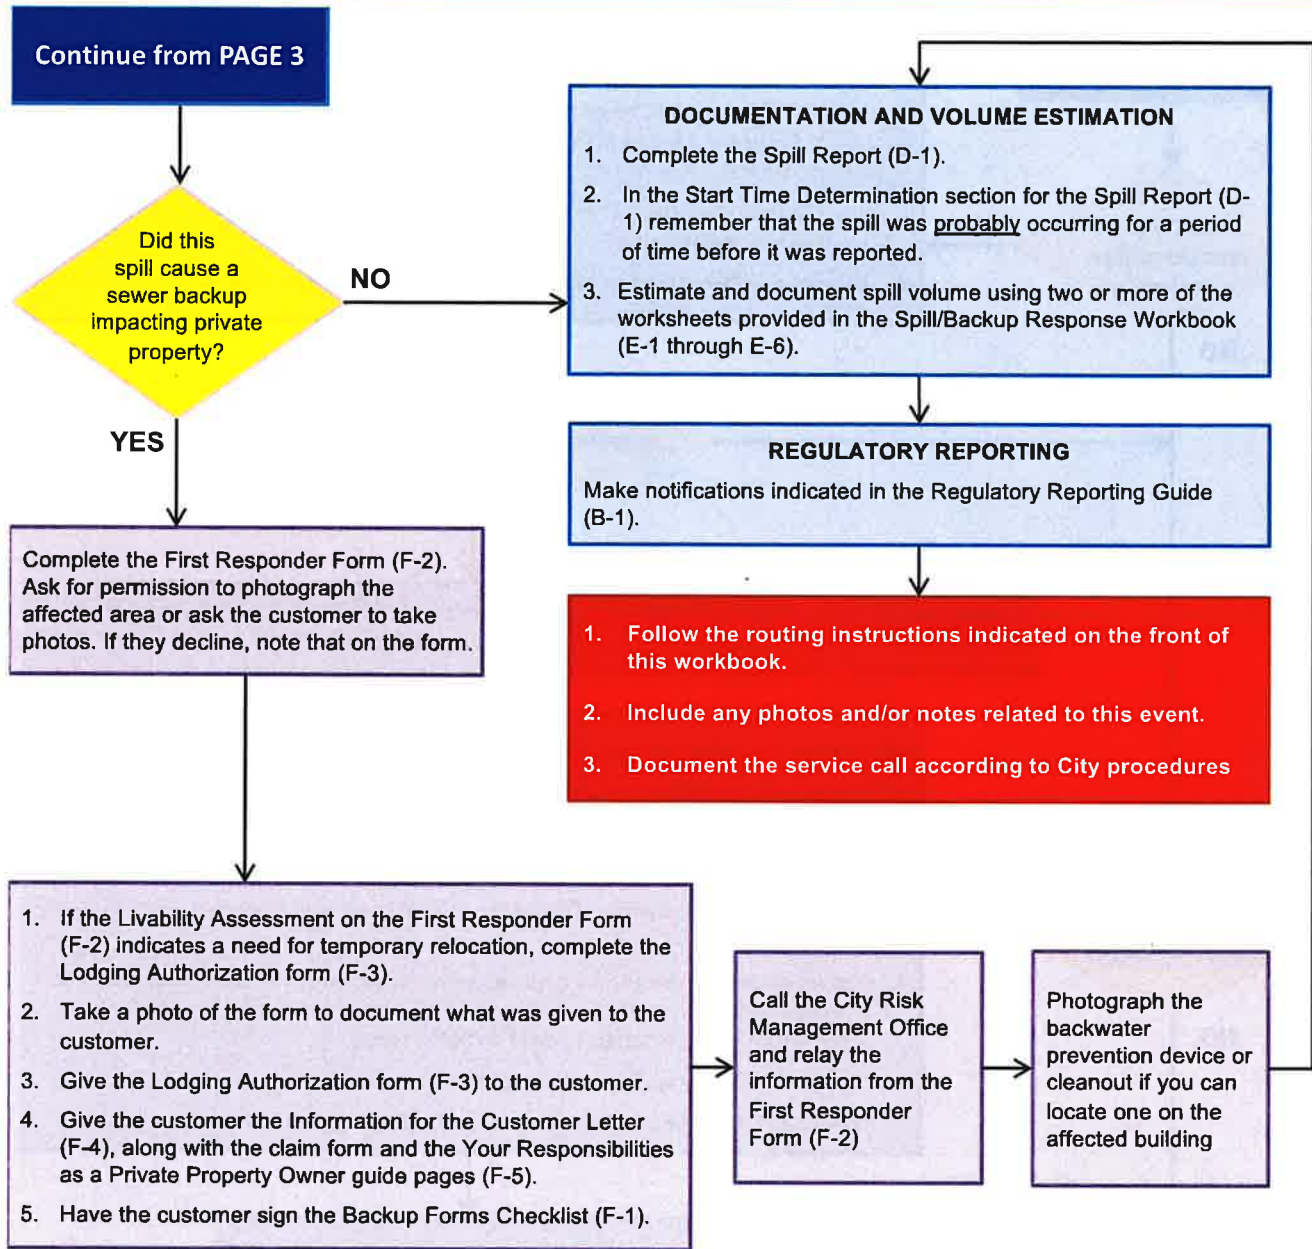 Continue from PAGE 3
Did this
spill cause a
sewer backup
impacting private
property?
NO
YES
DOCUMENTATION AND VOLUME ESTIMATION
1. Complete the Spill Report (D-1).
2. In the Start Time Determination section for the Spill Report (D-
1) remember that the spill was probably occurring for a period
of time before it was reported.
3. Estimate and document spill volume using two or more of the
worksheets provided in the Spill/Backup Response Workbook
(E-1 through E-6).
REGULATORY REPORTING
Make notifications indicated in the Regulatory Reporting Guide
(B-1).
1. Follow the routing instructions indicated on the front of
this workbook.
2. Include any photos and/or notes related to this event.
3. Document the service call according to City procedures
Complete the First Responder Form (F-2).
Ask for permission to photograph the
affected area or ask the customer to take
photos. If they decline, note that on the form.
1. If the Livability Assessment on the First Responder Form
(F-2) indicates a need for temporary relocation, complete the
Lodging Authorization form (F-3).
2. Take a photo of the form to document what was given to the
customer.
3. Give the Lodging Authorization form (F-3) to the customer.
4. Give the customer the Information for the Customer Letter
(F-4), along with the claim form and the Your Responsibilities
as a Private Property Owner guide pages (F-5).
5. Have the customer sign the Backup Forms Checklist (F-1).
Call the City Risk
Management Office
and relay the
information from the
First Responder
Form (F-2)
Photograph the
backwater
prevention device or
cleanout if you can
locate one on the
affected building